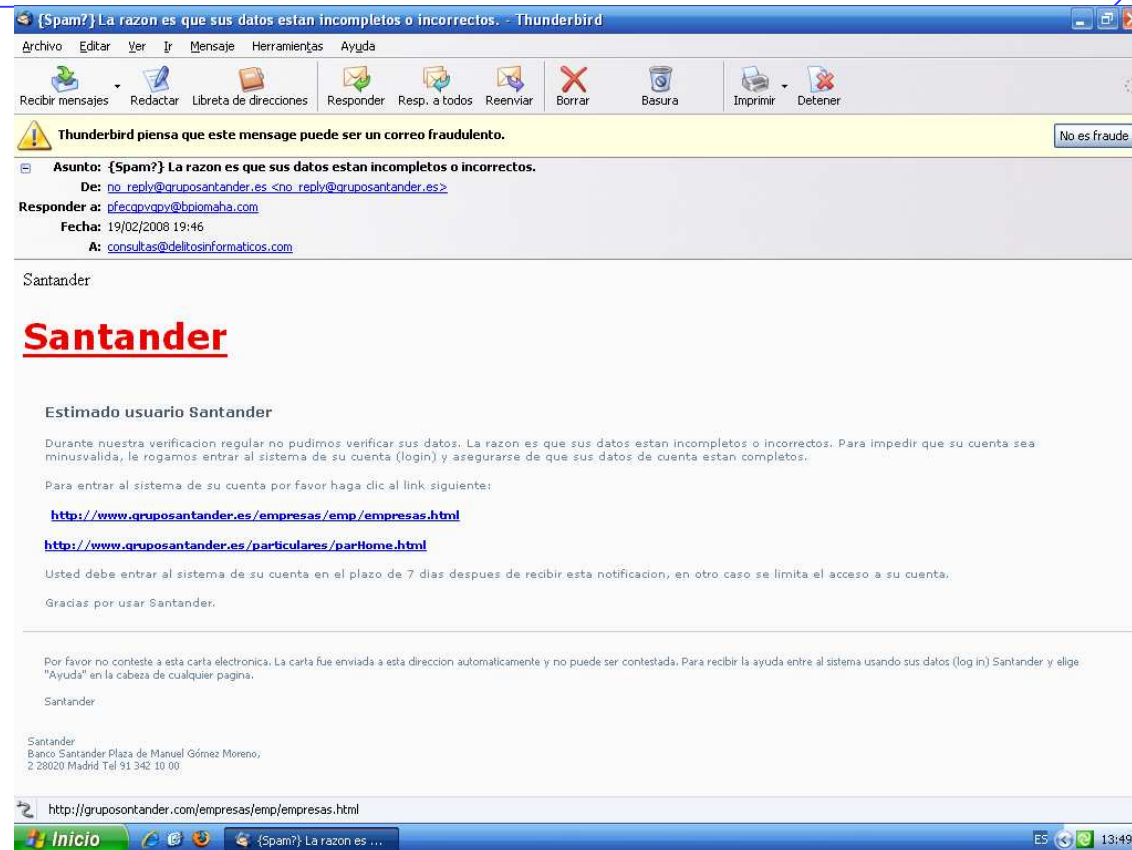 {Spam?} La razon es que sus datos estan incompletos o incorrectos. - Thunderbird
Archivo Editar Ver Ir Mensaje Herramientas Ayuda
Recibir mensajes Redactar Libreta de direcciones Responder Resp. a todos Reenviar Borrar Basura Imprimir Detener
Thunderbird piensa que este mensage puede ser un correo fraudulento. No es fraude
Asunto: {Spam?} La razon es que sus datos estan incompletos o incorrectos.
De: no_reply@gruposantander.es <no_reply@gruposantander.es>
Responder a: pfecqpvqpy@bpiomaha.com
Fecha: 19/02/2008 19:46
A: consultas@delitosinformaticos.com
Santander
Santander
Estimado usuario Santander
Durante nuestra verificacion regular no pudimos verificar sus datos. La razon es que sus datos estan incompletos o incorrectos. Para impedir que su cuenta sea
minusvalida, le rogamos entrar al sistema de su cuenta (login) y asegurarse de que sus datos de cuenta estan completos.
Para entrar al sistema de su cuenta por favor haga clic al link siguiente:
http://www.gruposantander.es/empresas/emp/empresas.html
http://www.gruposantander.es/particulares/parHome.html
Usted debe entrar al sistema de su cuenta en el plazo de 7 dias despues de recibir esta notificacion, en otro caso se limita el acceso a su cuenta.
Gracias por usar Santander.
Por favor no conteste a esta carta electronica. La carta fue enviada a esta direccion automaticamente y no puede ser contestada. Para recibir la ayuda entre al sistema usando sus datos (log in) Santander y elige
"Ayuda" en la cabeza de cualquier pagina.
Santander
Santander
Banco Santander Plaza de Manuel Gómez Moreno,
2 28020 Madrid Tel 91 342 10 00
http://gruposontander.com/empresas/emp/empresas.html
Inicio {Spam?} La razon es ... ES 13:49